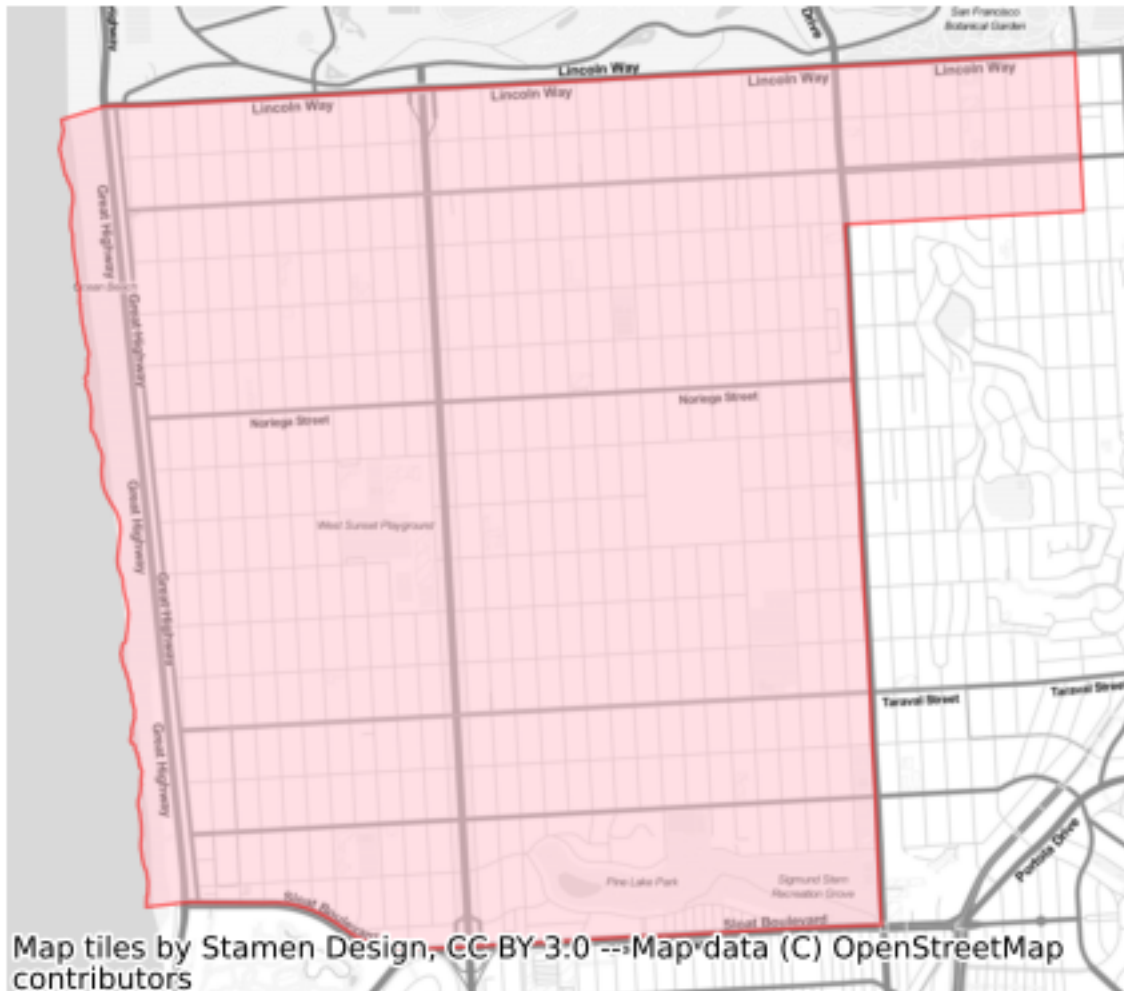 San Francisco
Botanical Garden
Drive
Lincoln Way
Lincoln Way
Lincoln Way
Lincoln Way
Lincoln Way
Great Highway
Ocean Beach
Great Highway
Noriega Street
Noriega Street
West Sunset Playground
Great Highway
Great Highway
Taraval Street
Taraval Street
Great Highway
Portola Drive
Pine Lake Park
Sigmund Stern
Recreation Grove
Sloat Boulevard
Sloat Boulevard
Map tiles by Stamen Design, CC BY 3.0 -- Map data (C) OpenStreetMap
contributors